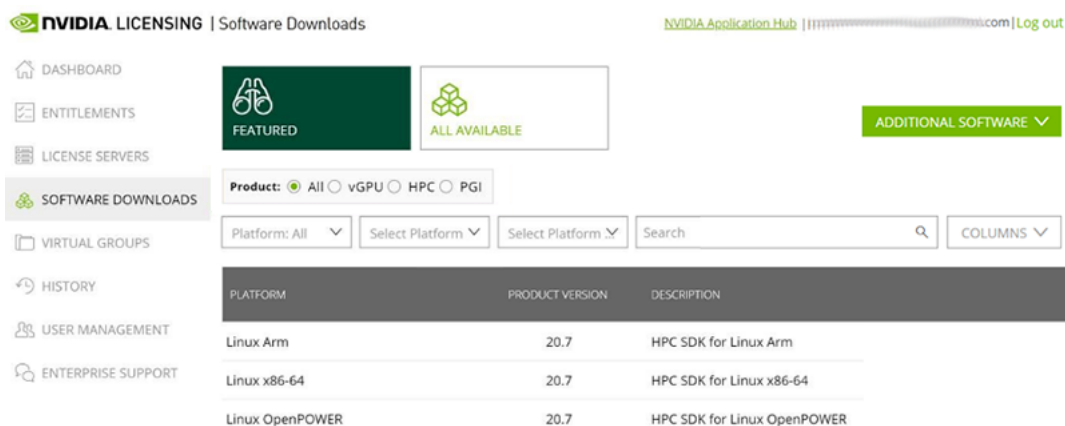 NVIDIA. LICENSING | Software Downloads
NVIDIA Application Hub | .com|Log out
DASHBOARD
ENTITLEMENTS
LICENSE SERVERS
SOFTWARE DOWNLOADS
VIRTUAL GROUPS
HISTORY
USER MANAGEMENT
ENTERPRISE SUPPORT
FEATURED
ALL AVAILABLE
ADDITIONAL SOFTWARE
Product: All vGPU HPC PGI
Platform: All Select Platform Select Platform ... Search COLUMNS
PLATFORM PRODUCT VERSION DESCRIPTION
Linux Arm 20.7 HPC SDK for Linux Arm
Linux x86-64 20.7 HPC SDK for Linux x86-64
Linux OpenPOWER 20.7 HPC SDK for Linux OpenPOWER